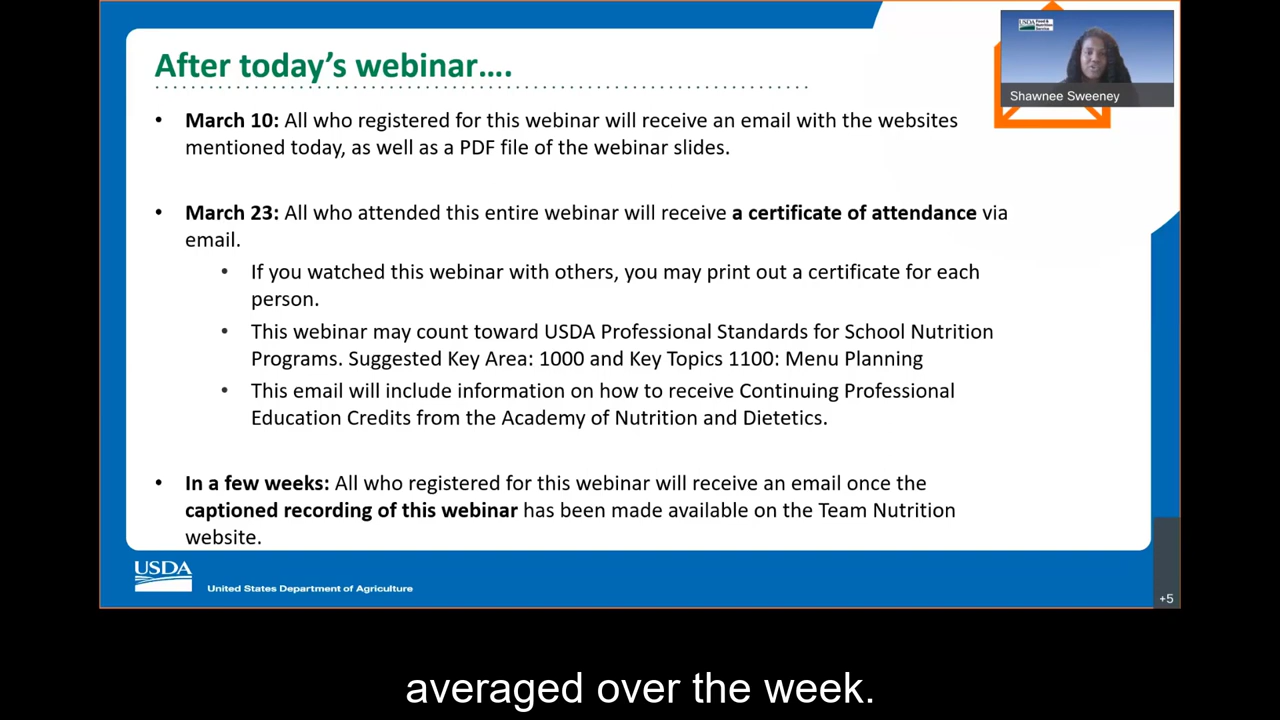 After today's webinar....
USDA Food & Nutrition Service
Shawnee Sweeney
• March 10: All who registered for this webinar will receive an email with the websites
mentioned today, as well as a PDF file of the webinar slides.
• March 23: All who attended this entire webinar will receive a certificate of attendance via
email.
• If you watched this webinar with others, you may print out a certificate for each
person.
• This webinar may count toward USDA Professional Standards for School Nutrition
Programs. Suggested Key Area: 1000 and Key Topics 1100: Menu Planning
• This email will include information on how to receive Continuing Professional
Education Credits from the Academy of Nutrition and Dietetics.
• In a few weeks: All who registered for this webinar will receive an email once the
captioned recording of this webinar has been made available on the Team Nutrition
website.
USDA
United States Department of Agriculture
+5
averaged over the week.